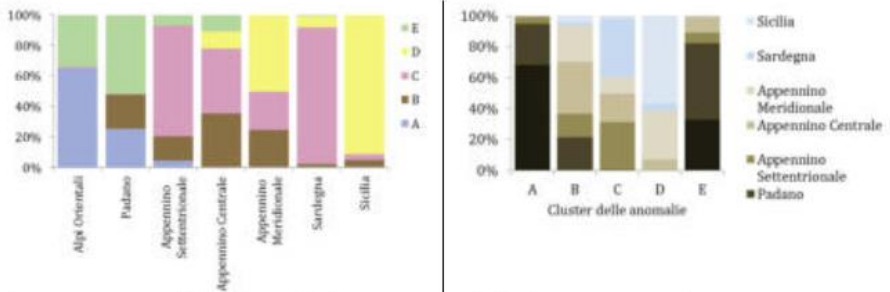 100%
80%
60%
40%
20%
0%
E
D
C
B
A
Alpi Orientali
Padano
Appennino
Settentrionale
Appennino Centrale
Appennino
Meridionale
Sardegna
Sicilia
100%
80%
60%
40%
20%
0%
A B C D E
Cluster delle anomalie
Sicilia
Sardegna
Appennino
Meridionale
Appennino Centrale
Appennino
Settentrionale
Padano